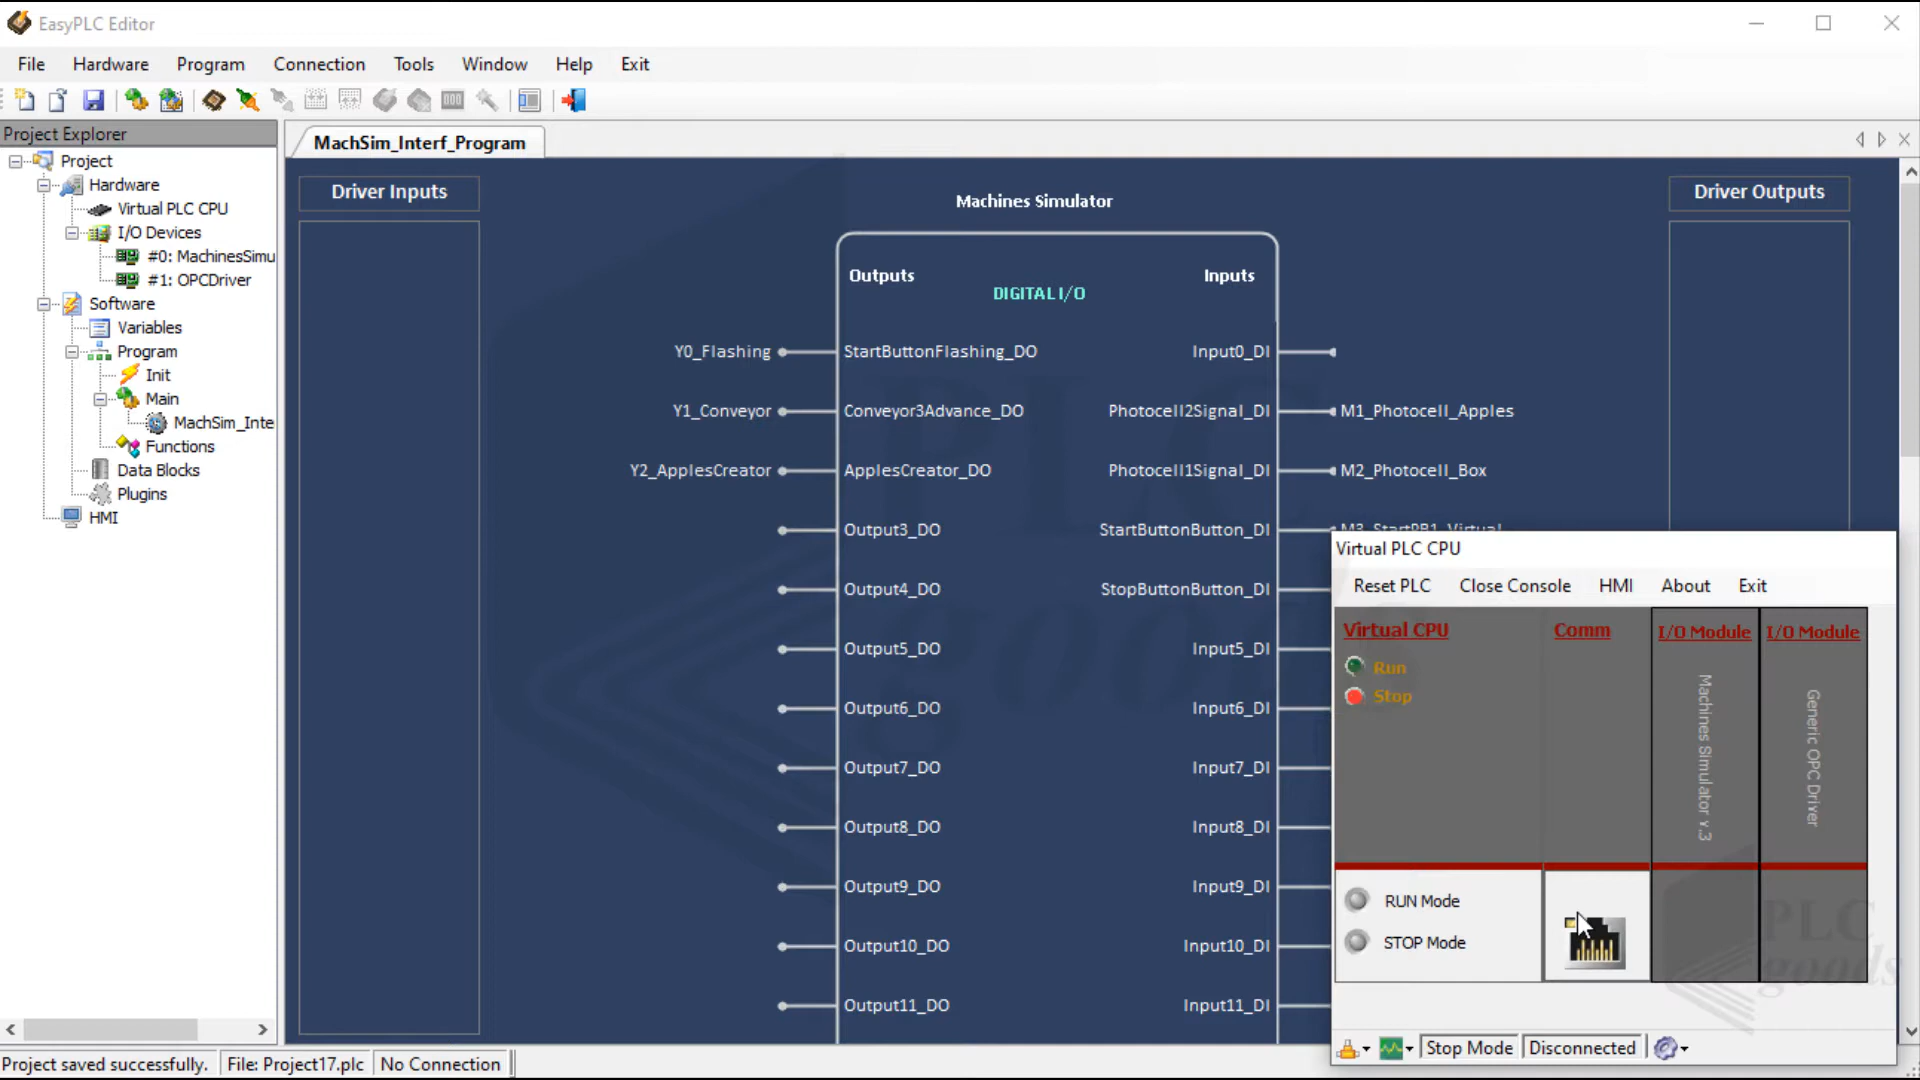 EasyPLC Editor
File Hardware Program Connection Tools Window Help Exit
Project Explorer
Project
Hardware
Virtual PLC CPU
I/O Devices
#0: MachinesSimu
#1: OPCDriver
Software
Variables
Program
Init
Main
MachSim_Inte
Functions
Data Blocks
Plugins
HMI
MachSim_Interf_Program
Driver Inputs
Machines Simulator
Driver Outputs
Outputs Inputs
DIGITAL I/O
Y0_Flashing StartButtonFlashing_DO Input0_DI
Y1_Conveyor Conveyor3Advance_DO Photocell2Signal_DI M1_Photocell_Apples
Y2_ApplesCreator ApplesCreator_DO Photocell1Signal_DI M2_Photocell_Box
Output3_DO StartButtonButton_DI M3_StartPB1_Virtual
Output4_DO StopButtonButton_DI
Output5_DO Input5_DI
Output6_DO Input6_DI
Output7_DO Input7_DI
Output8_DO Input8_DI
Output9_DO Input9_DI
Output10_DO Input10_DI
Output11_DO Input11_DI
Virtual PLC CPU
Reset PLC Close Console HMI About Exit
Virtual CPU Comm I/O Module I/O Module
Run
Stop
Machines Simulator v.3
Generic OPC Driver
RUN Mode
STOP Mode
Stop Mode Disconnected
PLC
goods
PLC
goods
Project saved successfully. File: Project17.plc No Connection